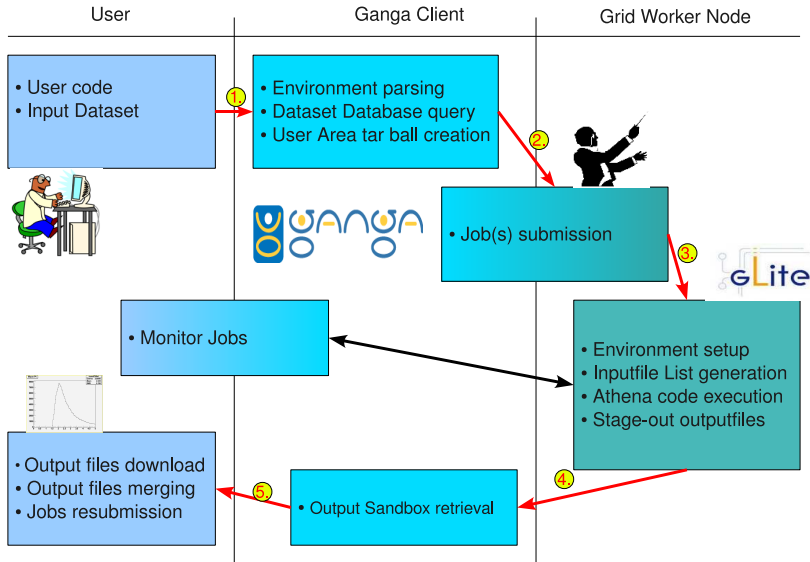 User
Ganga Client
Grid Worker Node
• User code
• Input Dataset
1.
• Environment parsing
• Dataset Database query
• User Area tar ball creation
2.
ganga
• Job(s) submission
3.
gLite
• Monitor Jobs
• Environment setup
• Inputfile List generation
• Athena code execution
• Stage-out outputfiles
4.
• Output Sandbox retrieval
5.
• Output files download
• Output files merging
• Jobs resubmission